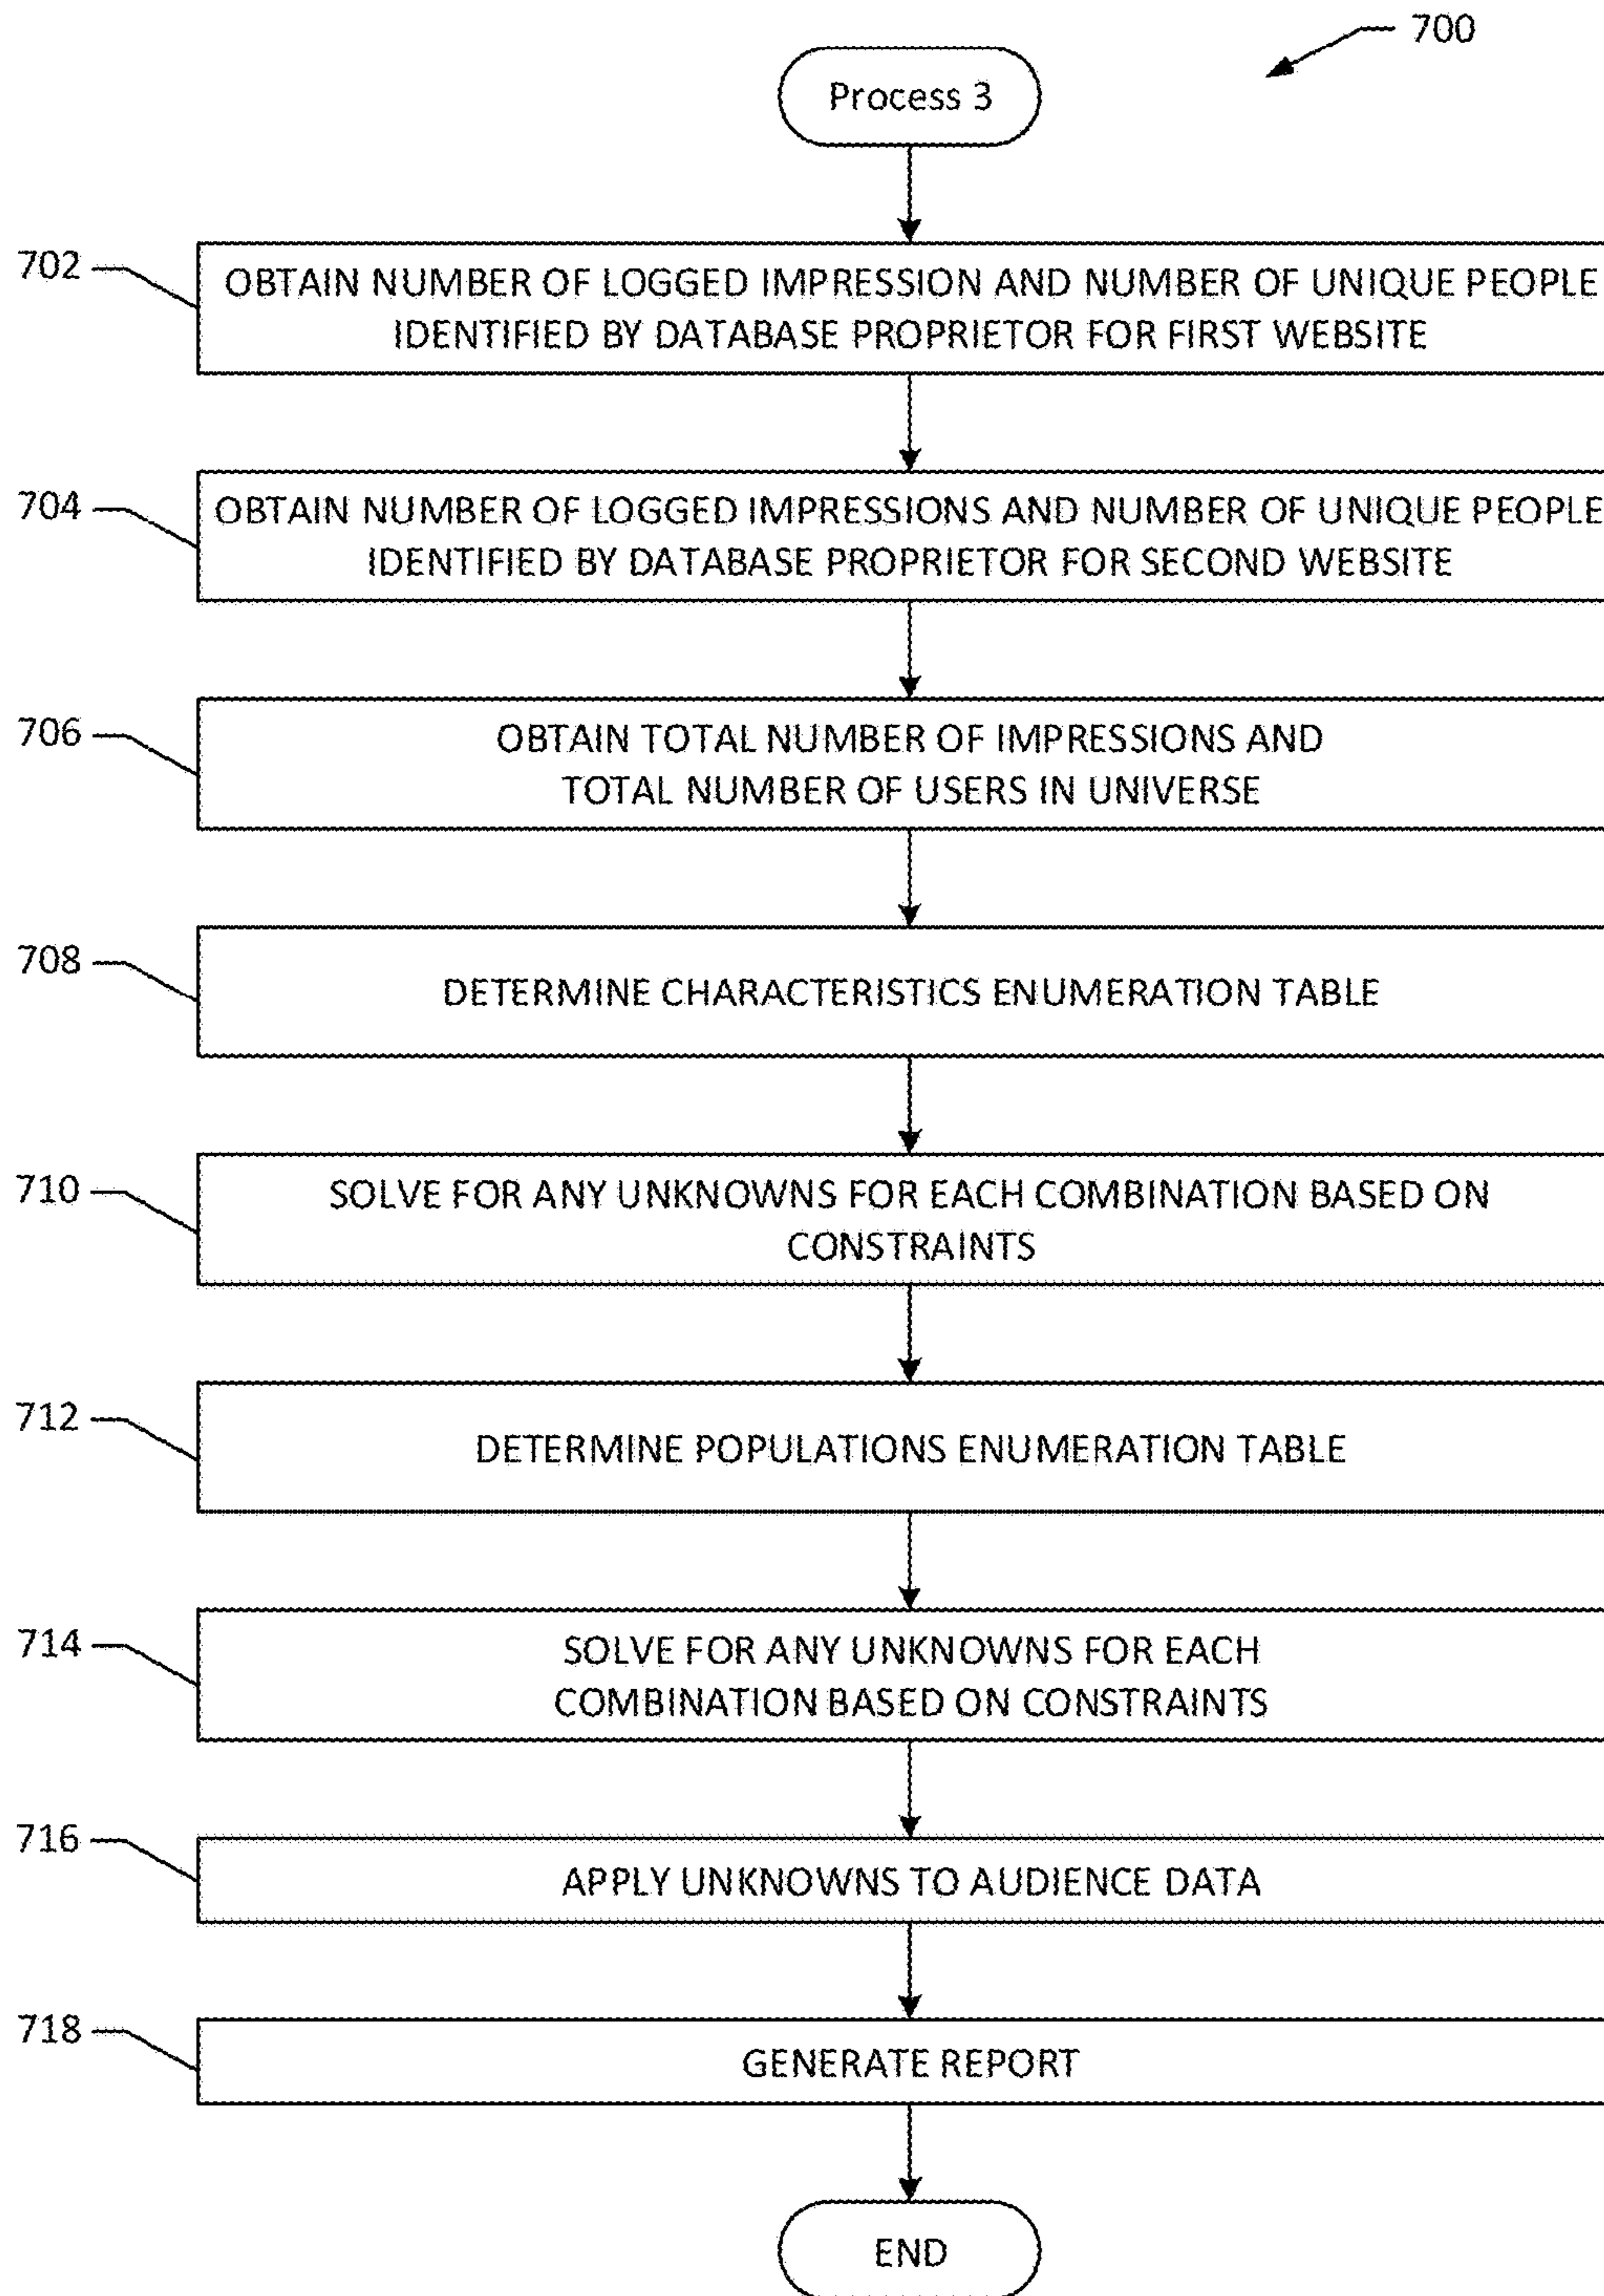 700
Process 3
702
OBTAIN NUMBER OF LOGGED IMPRESSION AND NUMBER OF UNIQUE PEOPLE
IDENTIFIED BY DATABASE PROPRIETOR FOR FIRST WEBSITE
704
OBTAIN NUMBER OF LOGGED IMPRESSIONS AND NUMBER OF UNIQUE PEOPLE
IDENTIFIED BY DATABASE PROPRIETOR FOR SECOND WEBSITE
706
OBTAIN TOTAL NUMBER OF IMPRESSIONS AND
TOTAL NUMBER OF USERS IN UNIVERSE
708
DETERMINE CHARACTERISTICS ENUMERATION TABLE
710
SOLVE FOR ANY UNKNOWNS FOR EACH COMBINATION BASED ON
CONSTRAINTS
712
DETERMINE POPULATIONS ENUMERATION TABLE
714
SOLVE FOR ANY UNKNOWNS FOR EACH
COMBINATION BASED ON CONSTRAINTS
716
APPLY UNKNOWNS TO AUDIENCE DATA
718
GENERATE REPORT
END